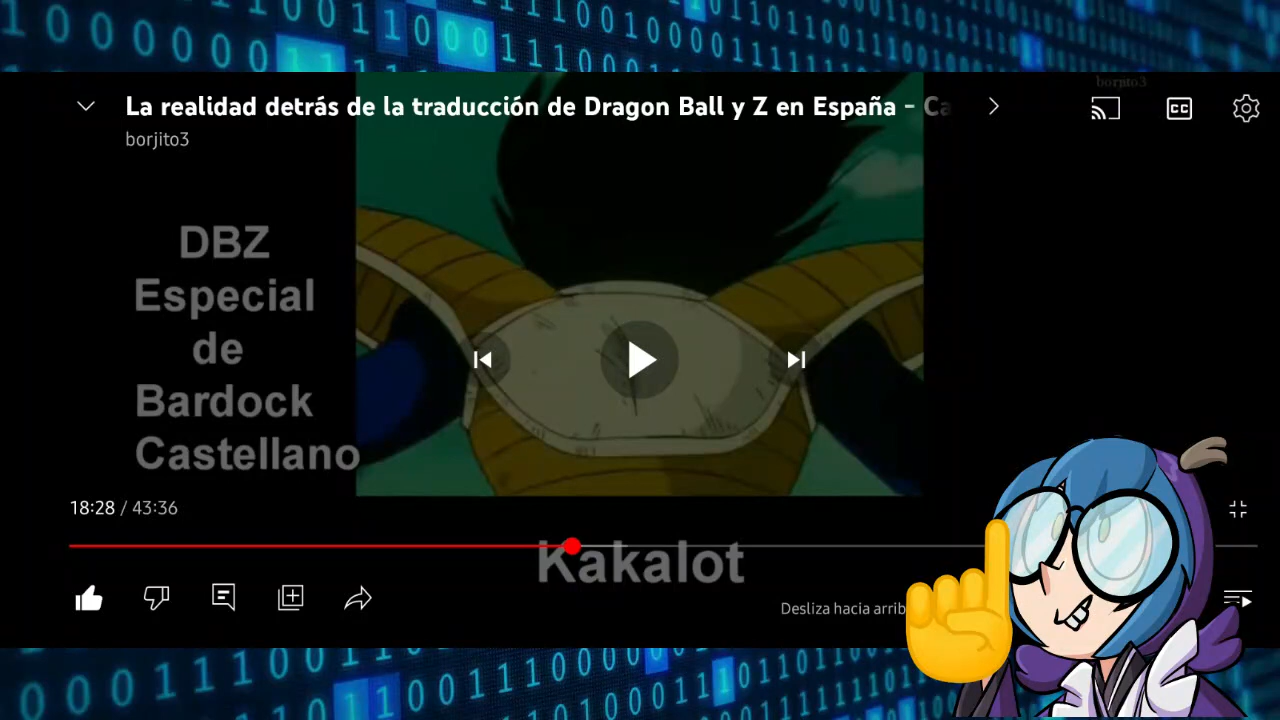 borjito3
La realidad detrás de la traducción de Dragon Ball y Z en España - Ca
CC
borjito3
DBZ
Especial
de
Bardock
Castellano
18:28 / 43:36
Kakalot
Desliza hacia arrib